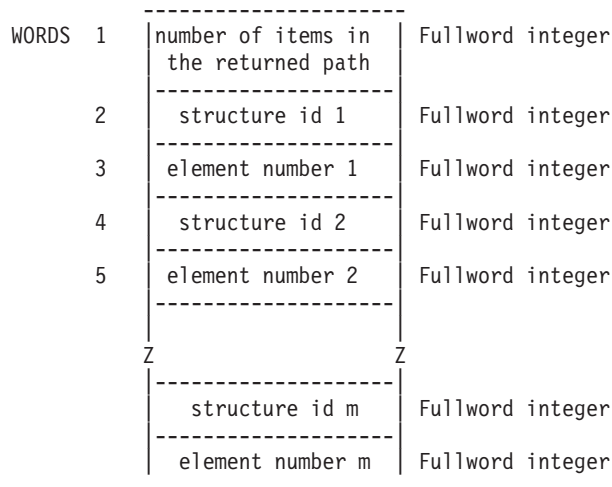 WORDS 1 number of items in Fullword integer
the returned path
2 structure id 1 Fullword integer
3 element number 1 Fullword integer
4 structure id 2 Fullword integer
5 element number 2 Fullword integer
Z Z
structure id m Fullword integer
element number m Fullword integer